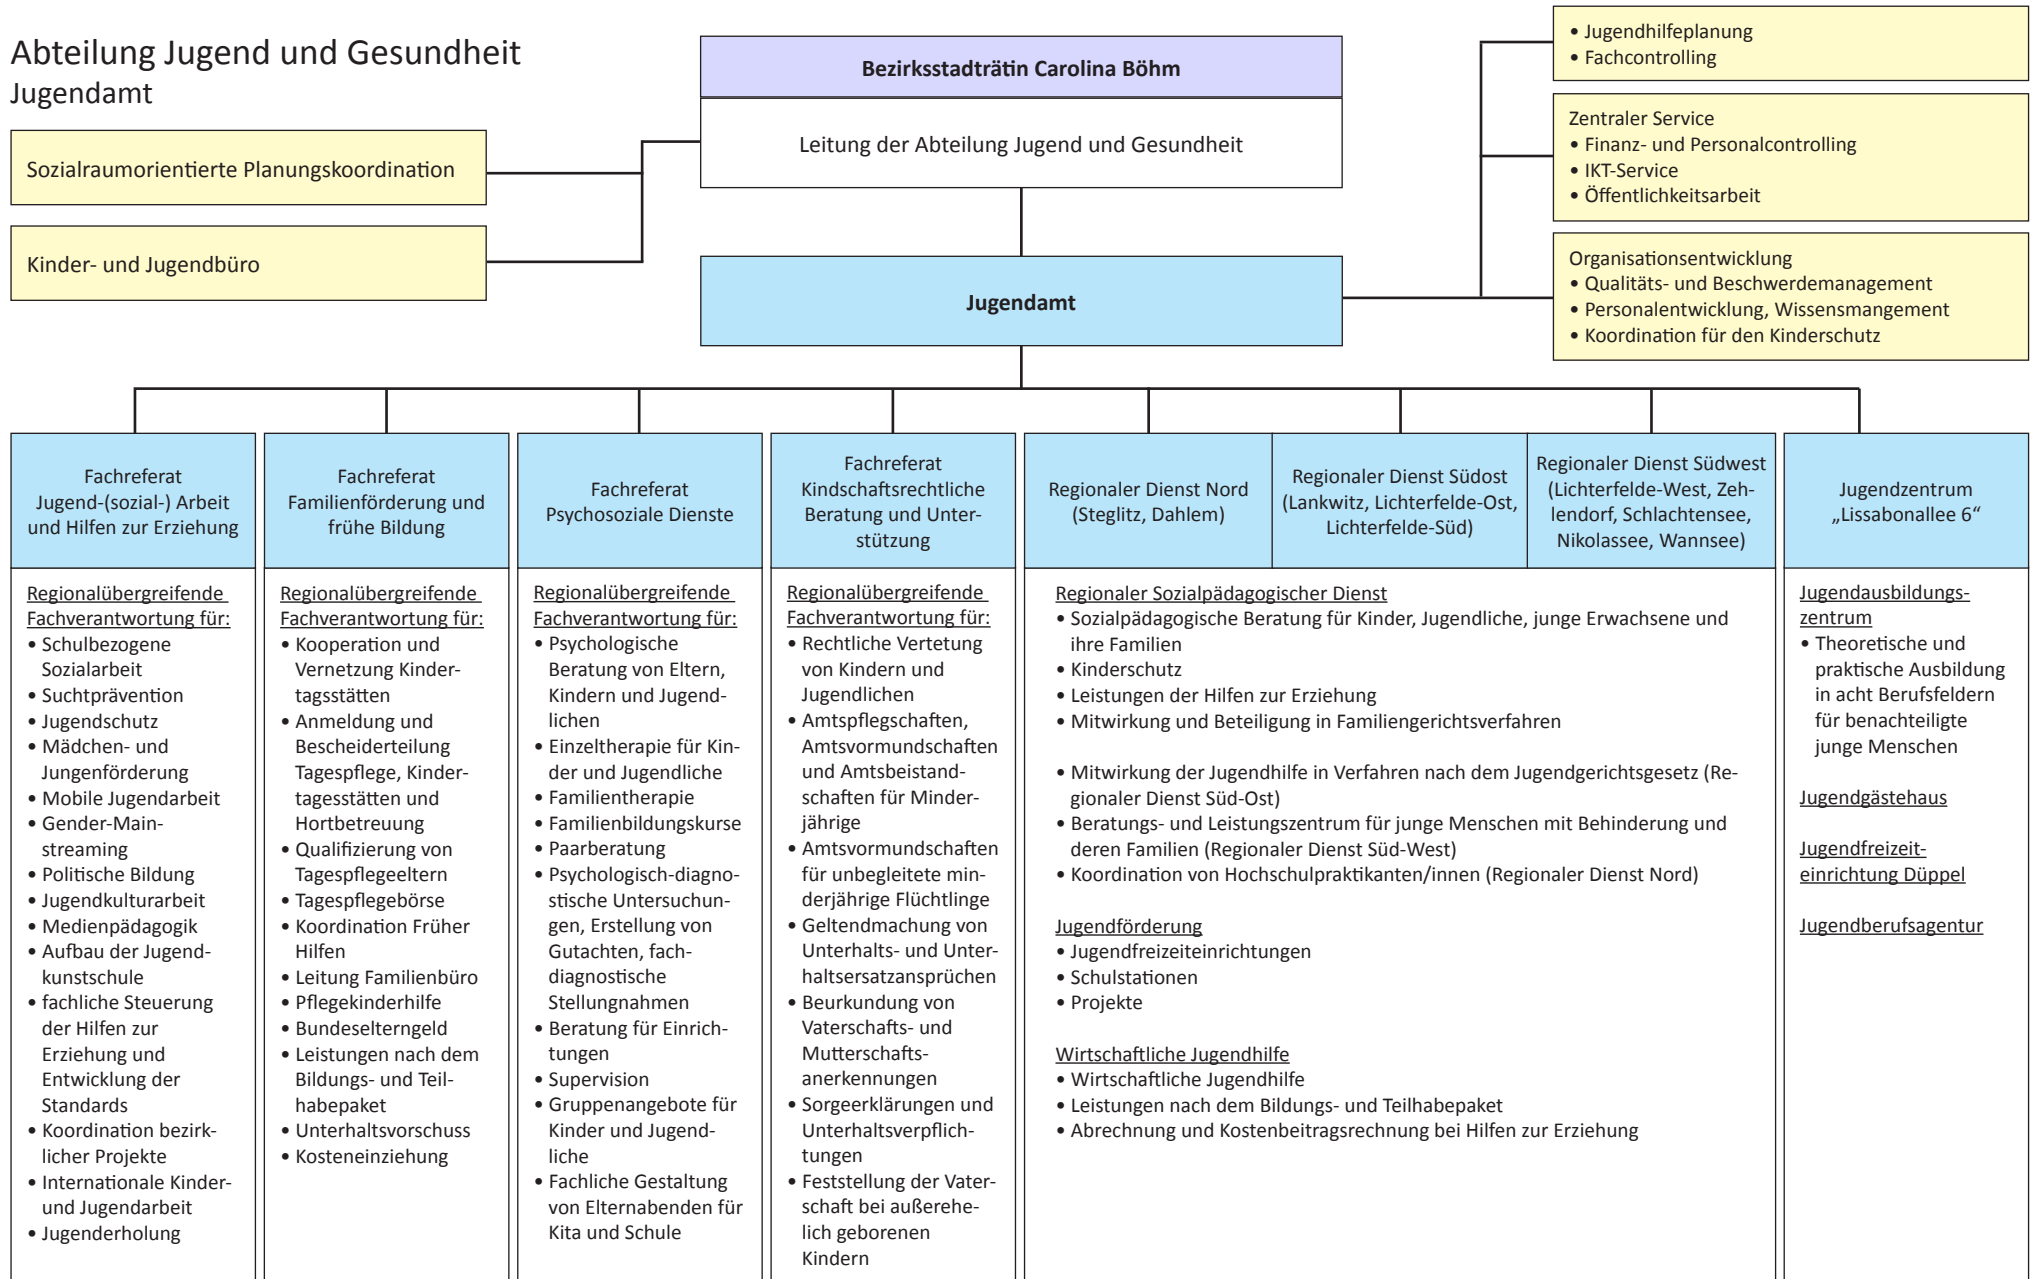 Abteilung Jugend und Gesundheit
Jugendamt
Sozialraumorientierte Planungskoordination
Kinder- und Jugendbüro
Bezirksstadträtin Carolina Böhm
Leitung der Abteilung Jugend und Gesundheit
Jugendamt
• Jugendhilfeplanung
• Fachcontrolling
Zentraler Service
• Finanz- und Personalcontrolling
• IKT-Service
• Öffentlichkeitsarbeit
Organisationsentwicklung
• Qualitäts- und Beschwerdemanagement
• Personalentwicklung, Wissensmangement
• Koordination für den Kinderschutz
Fachreferat
Jugend-(sozial-) Arbeit
und Hilfen zur Erziehung
Regionalübergreifende
Fachverantwortung für:
• Schulbezogene
Sozialarbeit
• Suchtprävention
• Jugendschutz
• Mädchen- und
Jungenförderung
• Mobile Jugendarbeit
• Gender-Main-
streaming
• Politische Bildung
• Jugendkulturarbeit
• Medienpädagogik
• Aufbau der Jugend-
kunstschule
• fachliche Steuerung
der Hilfen zur
Erziehung und
Entwicklung der
Standards
• Koordination bezirk-
licher Projekte
• Internationale Kinder-
und Jugendarbeit
• Jugenderholung
Fachreferat
Familienförderung und
frühe Bildung
Regionalübergreifende
Fachverantwortung für:
• Kooperation und
Vernetzung Kinder-
tagsstätten
• Anmeldung und
Bescheiderteilung
Tagespflege, Kinder-
tagesstätten und
Hortbetreuung
• Qualifizierung von
Tagespflegeeltern
• Tagespflegebörse
• Koordination Früher
Hilfen
• Leitung Familienbüro
• Pflegekinderhilfe
• Bundeselterngeld
• Leistungen nach dem
Bildungs- und Teil-
habepaket
• Unterhaltsvorschuss
• Kosteneinziehung
Fachreferat
Psychosoziale Dienste
Regionalübergreifende
Fachverantwortung für:
• Psychologische
Beratung von Eltern,
Kindern und Jugend-
lichen
• Einzeltherapie für Kin-
der und Jugendliche
• Familientherapie
• Familienbildungskurse
• Paarberatung
• Psychologisch-diagno-
stische Untersuchun-
gen, Erstellung von
Gutachten, fach-
diagnostische
Stellungnahmen
• Beratung für Einrich-
tungen
• Supervision
• Gruppenangebote für
Kinder und Jugend-
liche
• Fachliche Gestaltung
von Elternabenden für
Kita und Schule
Fachreferat
Kindschaftsrechtliche
Beratung und Unter-
stützung
Regionalübergreifende
Fachverantwortung für:
• Rechtliche Vertetung
von Kindern und
Jugendlichen
• Amtspflegschaften,
Amtsvormundschaften
und Amtsbeistand-
schaften für Minder-
jährige
• Amtsvormundschaften
für unbegleitete min-
derjährige Flüchtlinge
• Geltendmachung von
Unterhalts- und Unter-
haltsersatzansprüchen
• Beurkundung von
Vaterschafts- und
Mutterschafts-
anerkennungen
• Sorgeerklärungen und
Unterhaltsverpflich-
tungen
• Feststellung der Vater-
schaft bei außerehe-
lich geborenen
Kindern
Regionaler Dienst Nord
(Steglitz, Dahlem)
Regionaler Dienst Südost
(Lankwitz, Lichterfelde-Ost,
Lichterfelde-Süd)
Regionaler Dienst Südwest
(Lichterfelde-West, Zeh-
lendorf, Schlachtensee,
Nikolassee, Wannsee)
Regionaler Sozialpädagogischer Dienst
• Sozialpädagogische Beratung für Kinder, Jugendliche, junge Erwachsene und
ihre Familien
• Kinderschutz
• Leistungen der Hilfen zur Erziehung
• Mitwirkung und Beteiligung in Familiengerichtsverfahren
• Mitwirkung der Jugendhilfe in Verfahren nach dem Jugendgerichtsgesetz (Re-
gionaler Dienst Süd-Ost)
• Beratungs- und Leistungszentrum für junge Menschen mit Behinderung und
deren Familien (Regionaler Dienst Süd-West)
• Koordination von Hochschulpraktikanten/innen (Regionaler Dienst Nord)
Jugendförderung
• Jugendfreizeiteinrichtungen
• Schulstationen
• Projekte
Wirtschaftliche Jugendhilfe
• Wirtschaftliche Jugendhilfe
• Leistungen nach dem Bildungs- und Teilhabepaket
• Abrechnung und Kostenbeitragsrechnung bei Hilfen zur Erziehung
Jugendzentrum
„Lissabonallee 6“
Jugendausbildungs-
zentrum
• Theoretische und
praktische Ausbildung
in acht Berufsfeldern
für benachteiligte
junge Menschen
Jugendgästehaus
Jugendfreizeit-
einrichtung Düppel
Jugendberufsagentur